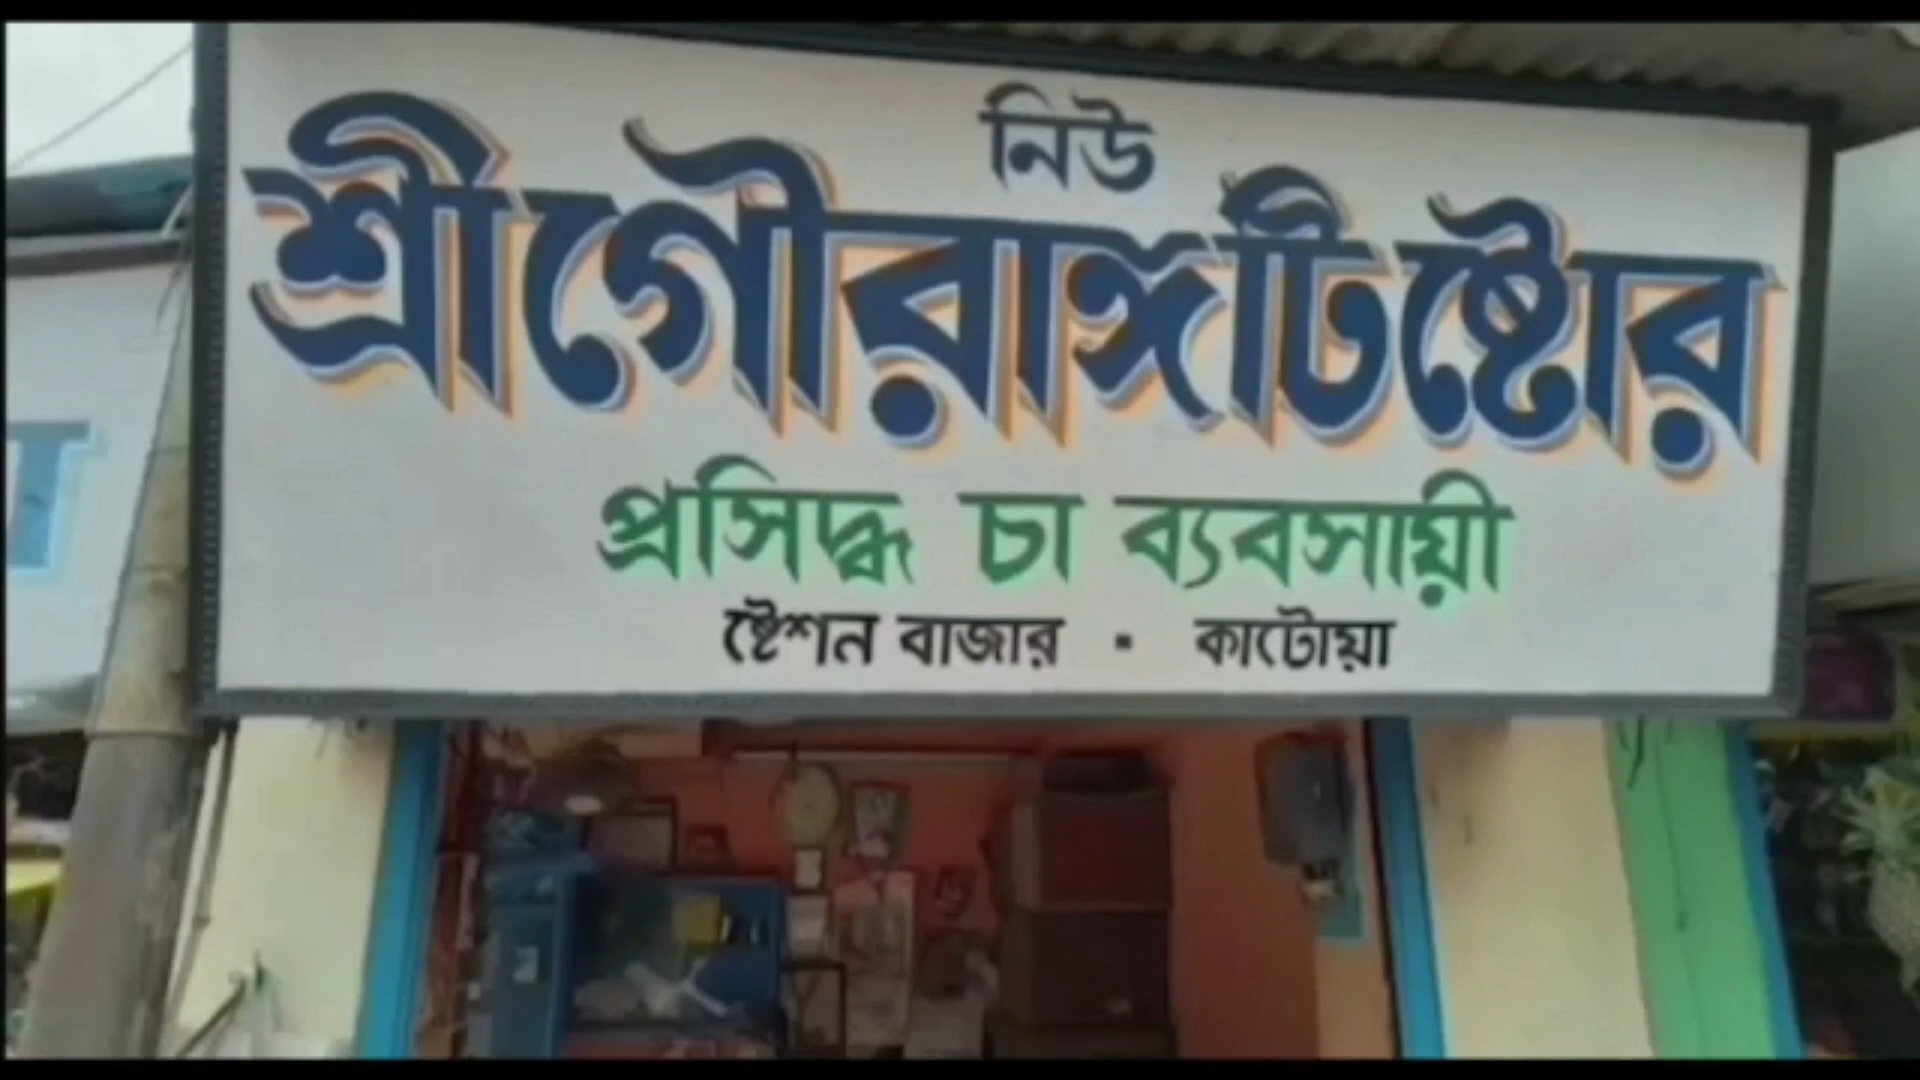 নিউ
শ্রীগৌরাঙ্গ টি ষ্টোর
প্রসিদ্ধ চা ব্যবসায়ী
ষ্টেশন বাজার • কাটোয়া